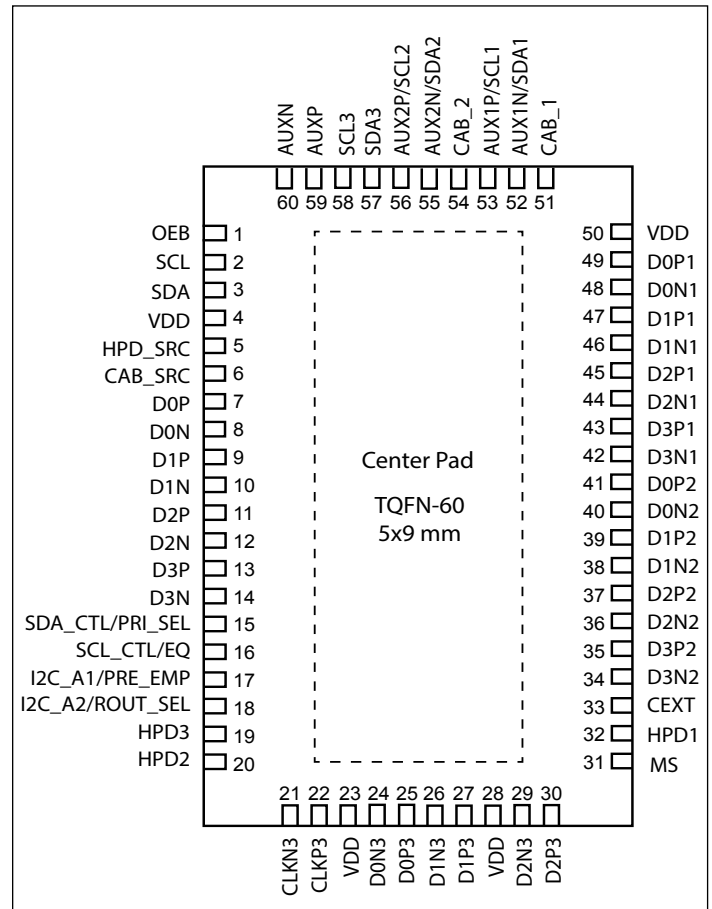 AUXN
AUXP
SCL3
SDA3
AUX2P/SCL2
AUX2N/SDA2
CAB_2
AUX1P/SCL1
AUX1N/SDA1
CAB_1
60 59 58 57 56 55 54 53 52 51
OEB 1
SCL 2
SDA 3
VDD 4
HPD_SRC 5
CAB_SRC 6
D0P 7
D0N 8
D1P 9
D1N 10
D2P 11
D2N 12
D3P 13
D3N 14
SDA_CTL/PRI_SEL 15
SCL_CTL/EQ 16
I2C_A1/PRE_EMP 17
I2C_A2/ROUT_SEL 18
HPD3 19
HPD2 20
Center Pad
TQFN-60
5x9 mm
50 VDD
49 D0P1
48 D0N1
47 D1P1
46 D1N1
45 D2P1
44 D2N1
43 D3P1
42 D3N1
41 D0P2
40 D0N2
39 D1P2
38 D1N2
37 D2P2
36 D2N2
35 D3P2
34 D3N2
33 CEXT
32 HPD1
31 MS
21 22 23 24 25 26 27 28 29 30
CLKN3
CLKP3
VDD
D0N3
D0P3
D1N3
D1P3
VDD
D2N3
D2P3